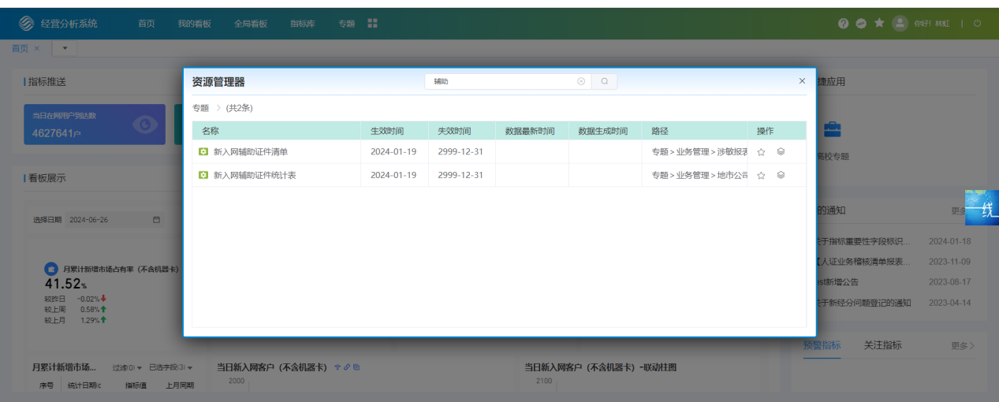 经营分析系统 首页 我的看板 全局看板 指标库 专题 你好! 林虹
首页 ×
指标推送
当日在网用户到达数
4627641户
资源管理器 辅助 ×
专题 > (共2条)
名称 生效时间 失效时间 数据最新时间 数据生成时间 路径 操作
新入网辅助证件清单 2024-01-19 2999-12-31 专题 > 业务管理 > 涉敏报表
新入网辅助证件统计表 2024-01-19 2999-12-31 专题 > 业务管理 > 地市公司
捷应用
高校专题
看板展示
选择日期 2024-06-26
月累计新增市场占有率 (不含机器卡)
41.52%
较昨日 -0.02%
较上周 0.58%
较上月 1.29%
的通知 更多
关于指标重要性字段标识... 2024-01-18
【人证业务稽核清单报表... 2023-11-09
est新增公告 2023-08-17
关于新经分问题登记的通知 2023-04-14
一线
预警指标 关注指标 更多>
月累计新增市场... 过滤(0) 已选字段(3)
序号 统计日期(c 指标值 上月同期
当日新入网客户 (不含机器卡)
2000
当日新入网客户 (不含机器卡) -联动柱图
2100